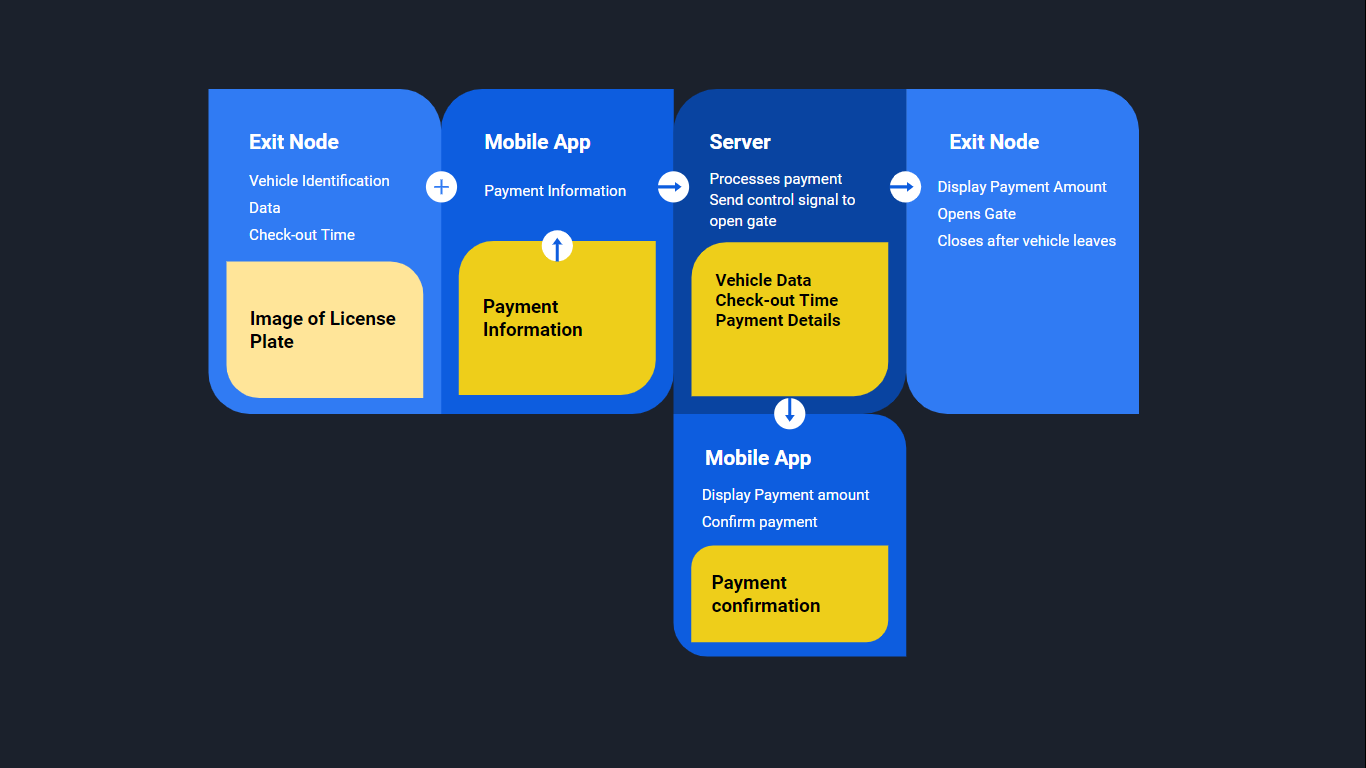 Exit Node
Vehicle Identification
Data
Check-out Time
Image of License
Plate
Mobile App
Payment Information
Payment
Information
Server
Processes payment
Send control signal to
open gate
Vehicle Data
Check-out Time
Payment Details
Exit Node
Display Payment Amount
Opens Gate
Closes after vehicle leaves
Mobile App
Display Payment amount
Confirm payment
Payment
confirmation